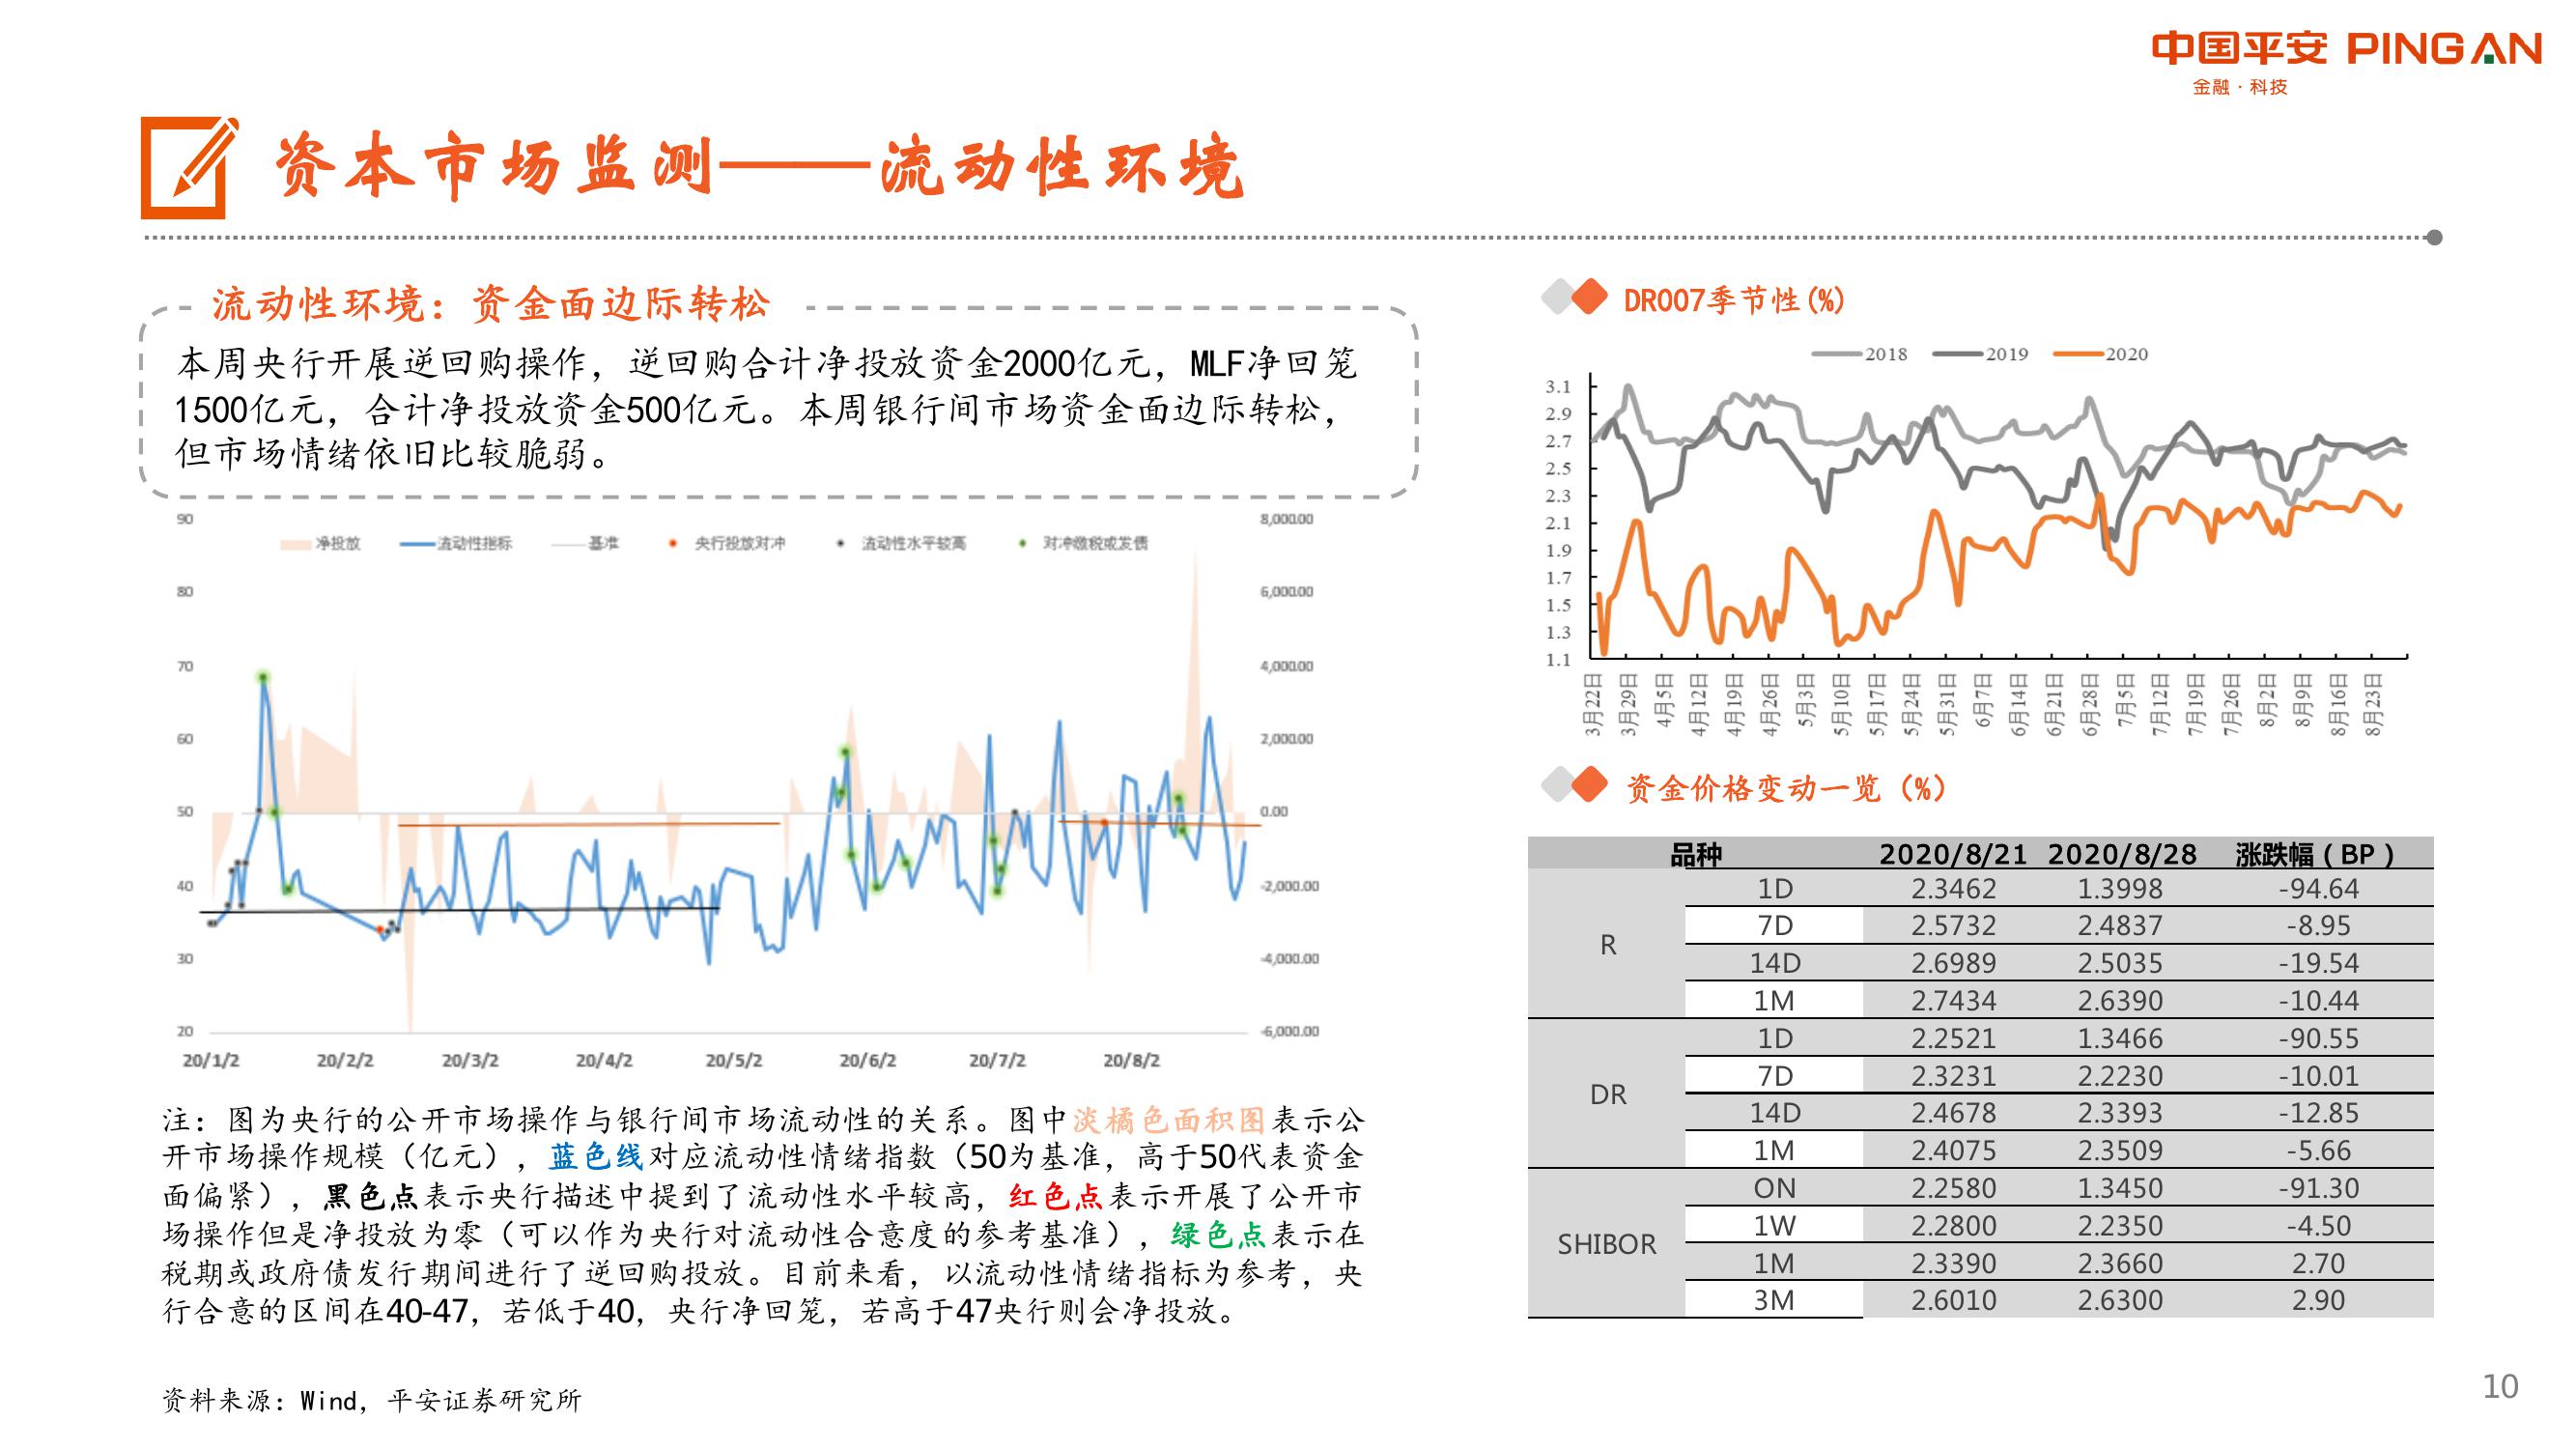 中国平安 PING AN
金融·科技
资本市场监测——流动性环境
流动性环境：资金面边际转松
本周央行开展逆回购操作，逆回购合计净投放资金2000亿元，MLF净回笼
1500亿元，合计净投放资金500亿元。本周银行间市场资金面边际转松，
但市场情绪依旧比较脆弱。
净投放 流动性指标 基准 央行投放对冲 流动性水平较高 对冲缴税或发债
90 8,000.00
80 6,000.00
70 4,000.00
60 2,000.00
50 0.00
40 -2,000.00
30 -4,000.00
20 -6,000.00
20/1/2 20/2/2 20/3/2 20/4/2 20/5/2 20/6/2 20/7/2 20/8/2
注：图为央行的公开市场操作与银行间市场流动性的关系。图中淡橘色面积图表示公
开市场操作规模（亿元），蓝色线对应流动性情绪指数（50为基准，高于50代表资金
面偏紧），黑色点表示央行描述中提到了流动性水平较高，红色点表示开展了公开市
场操作但是净投放为零（可以作为央行对流动性合意度的参考基准），绿色点表示在
税期或政府债发行期间进行了逆回购投放。目前来看，以流动性情绪指标为参考，央
行合意的区间在40-47，若低于40，央行净回笼，若高于47央行则会净投放。
DR007季节性(%)
2018 2019 2020
3.1
2.9
2.7
2.5
2.3
2.1
1.9
1.7
1.5
1.3
1.1
3月22日 3月29日 4月5日 4月12日 4月19日 4月26日 5月3日 5月10日 5月17日 5月24日 5月31日 6月7日 6月14日 6月21日 6月28日 7月5日 7月12日 7月19日 7月26日 8月2日 8月9日 8月16日 8月23日
资金价格变动一览（%）
品种 2020/8/21 2020/8/28 涨跌幅（BP）
R
1D 2.3462 1.3998 -94.64
7D 2.5732 2.4837 -8.95
14D 2.6989 2.5035 -19.54
1M 2.7434 2.6390 -10.44
DR
1D 2.2521 1.3466 -90.55
7D 2.3231 2.2230 -10.01
14D 2.4678 2.3393 -12.85
1M 2.4075 2.3509 -5.66
SHIBOR
ON 2.2580 1.3450 -91.30
1W 2.2800 2.2350 -4.50
1M 2.3390 2.3660 2.70
3M 2.6010 2.6300 2.90
资料来源：Wind，平安证券研究所
10